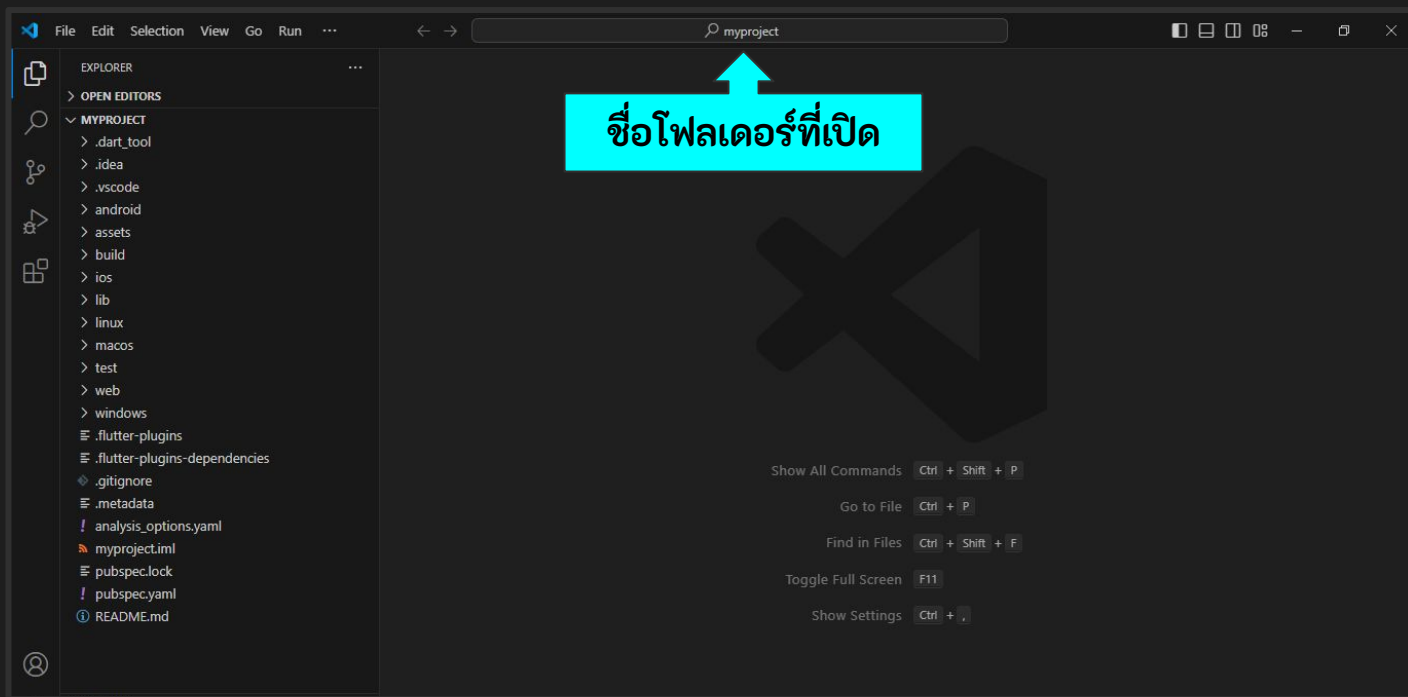 File Edit Selection View Go Run ··· ← → myproject
EXPLORER ···
> OPEN EDITORS
MYPROJECT
> .dart_tool
> .idea
> .vscode
> android
> assets
> build
> ios
> lib
> linux
> macos
> test
> web
> windows
.flutter-plugins
.flutter-plugins-dependencies
.gitignore
.metadata
! analysis_options.yaml
myproject.iml
pubspec.lock
! pubspec.yaml
README.md
ชื่อโฟลเดอร์ที่เปิด
Show All Commands Ctrl + Shift + P
Go to File Ctrl + P
Find in Files Ctrl + Shift + F
Toggle Full Screen F11
Show Settings Ctrl + ,